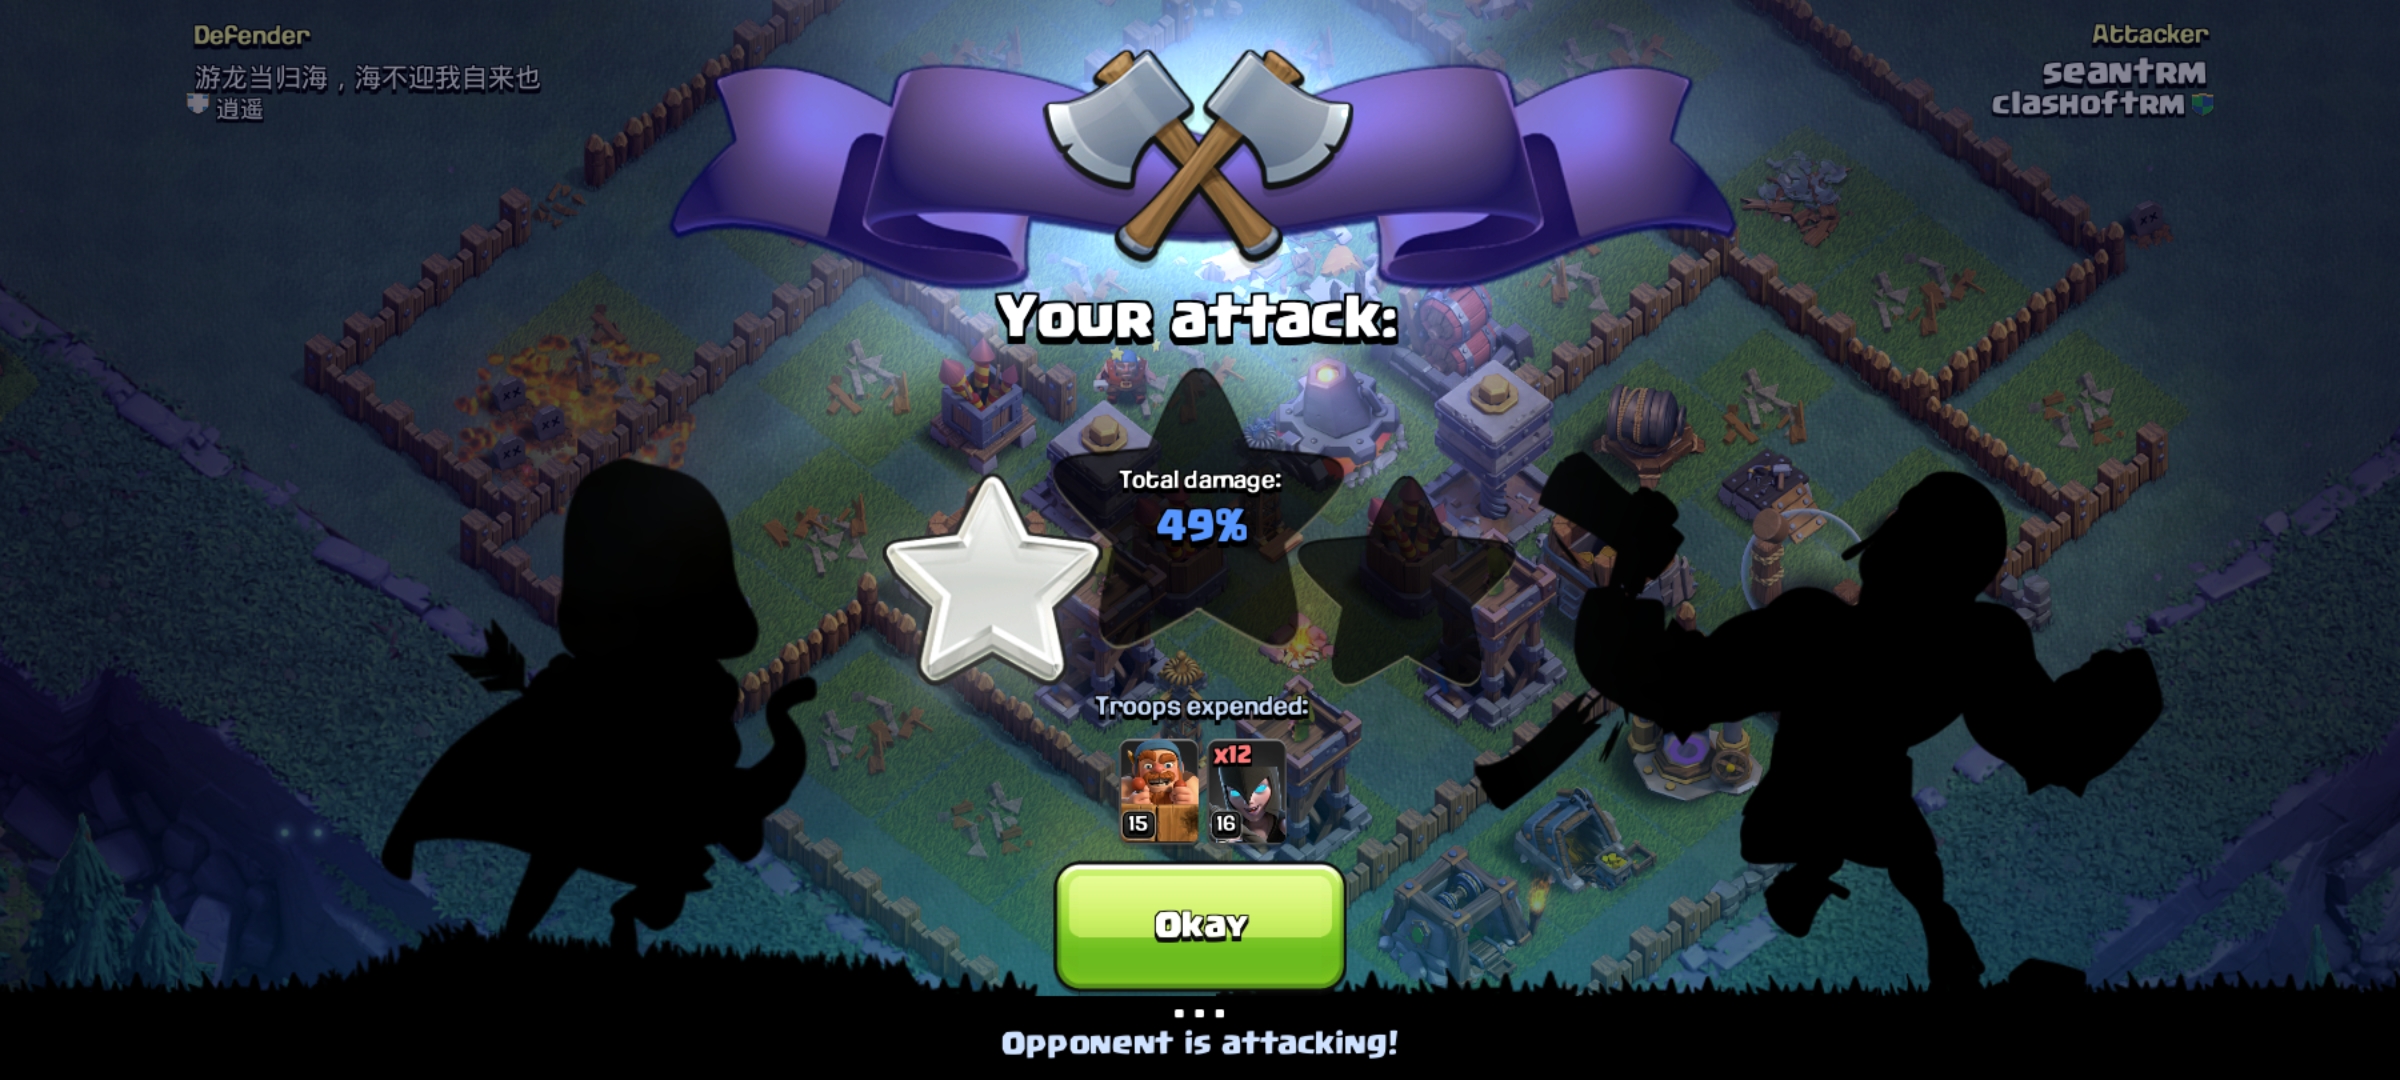 Defender
游龙当归海，海不迎我自来也
逍遥
Attacker
seantRM
clashoftRM
Your attack:
Total damage:
49%
Troops expended:
x12
15
16
Okay
...
Opponent is attacking!